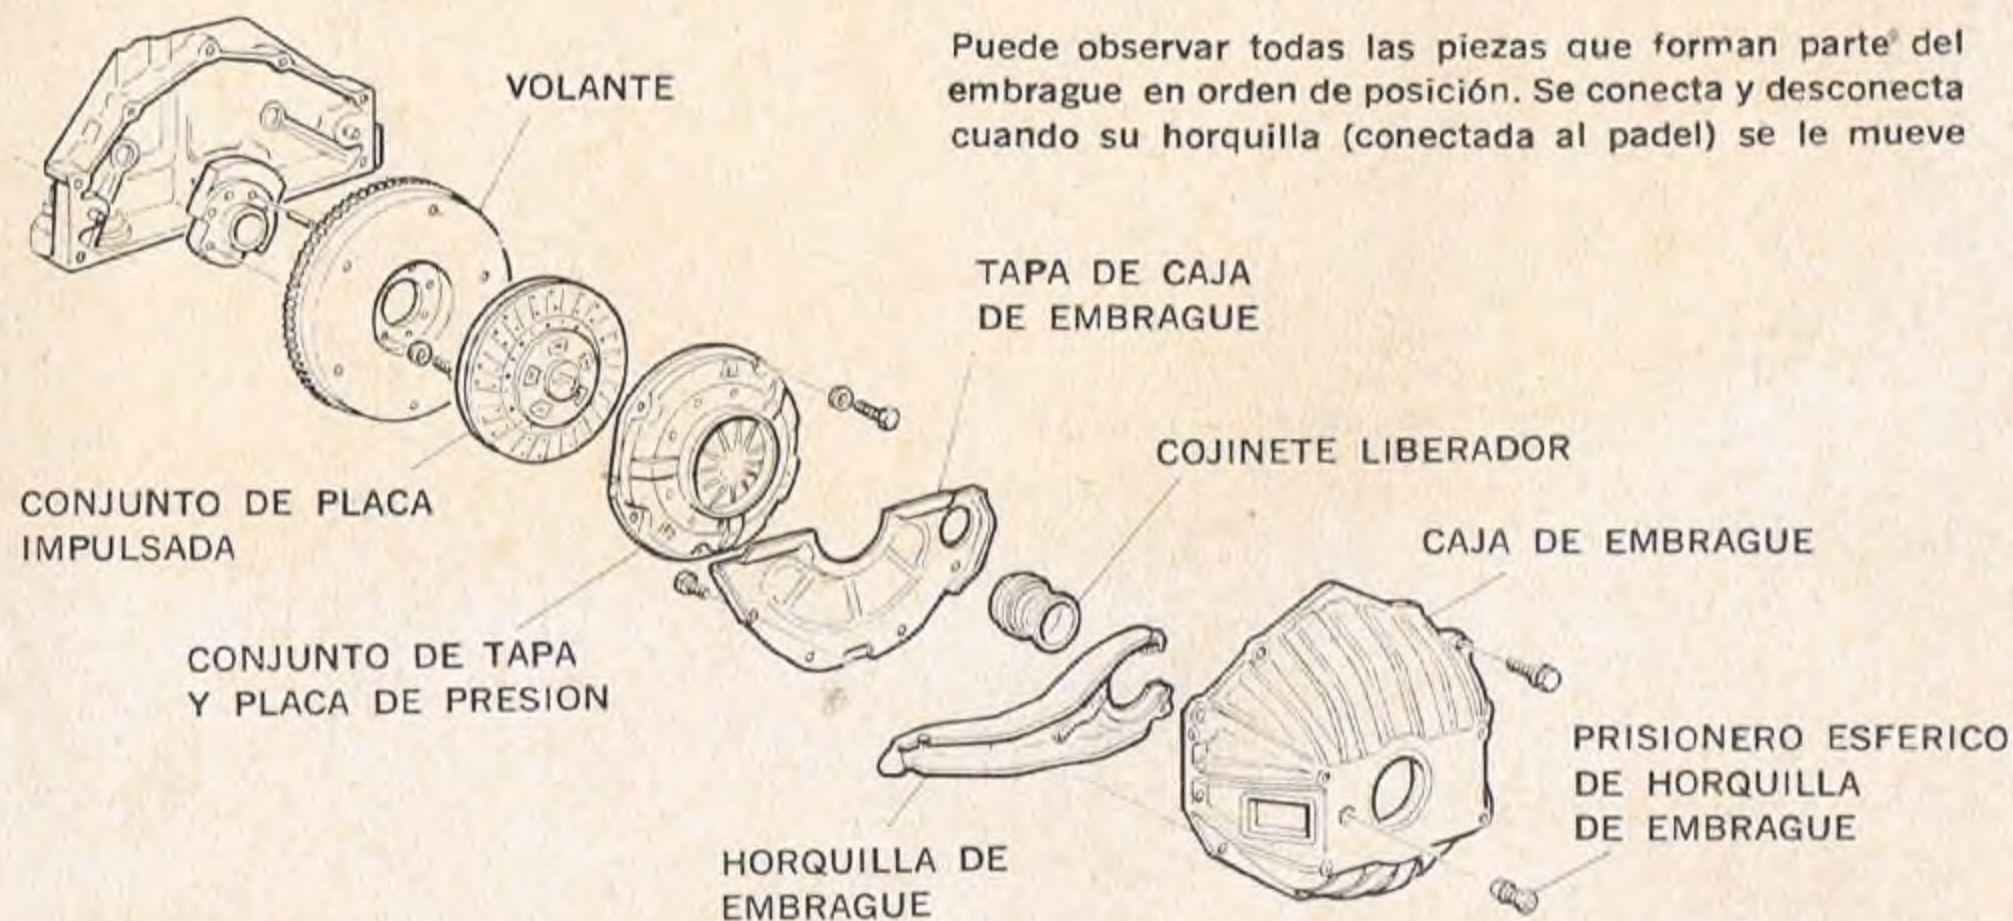 Puede observar todas las piezas que forman parte del
embrague en orden de posición. Se conecta y desconecta
cuando su horquilla (conectada al padel) se le mueve
VOLANTE
TAPA DE CAJA
DE EMBRAGUE
COJINETE LIBERADOR
CAJA DE EMBRAGUE
CONJUNTO DE PLACA
IMPULSADA
CONJUNTO DE TAPA
Y PLACA DE PRESION
PRISIONERO ESFERICO
DE HORQUILLA
DE EMBRAGUE
HORQUILLA DE
EMBRAGUE